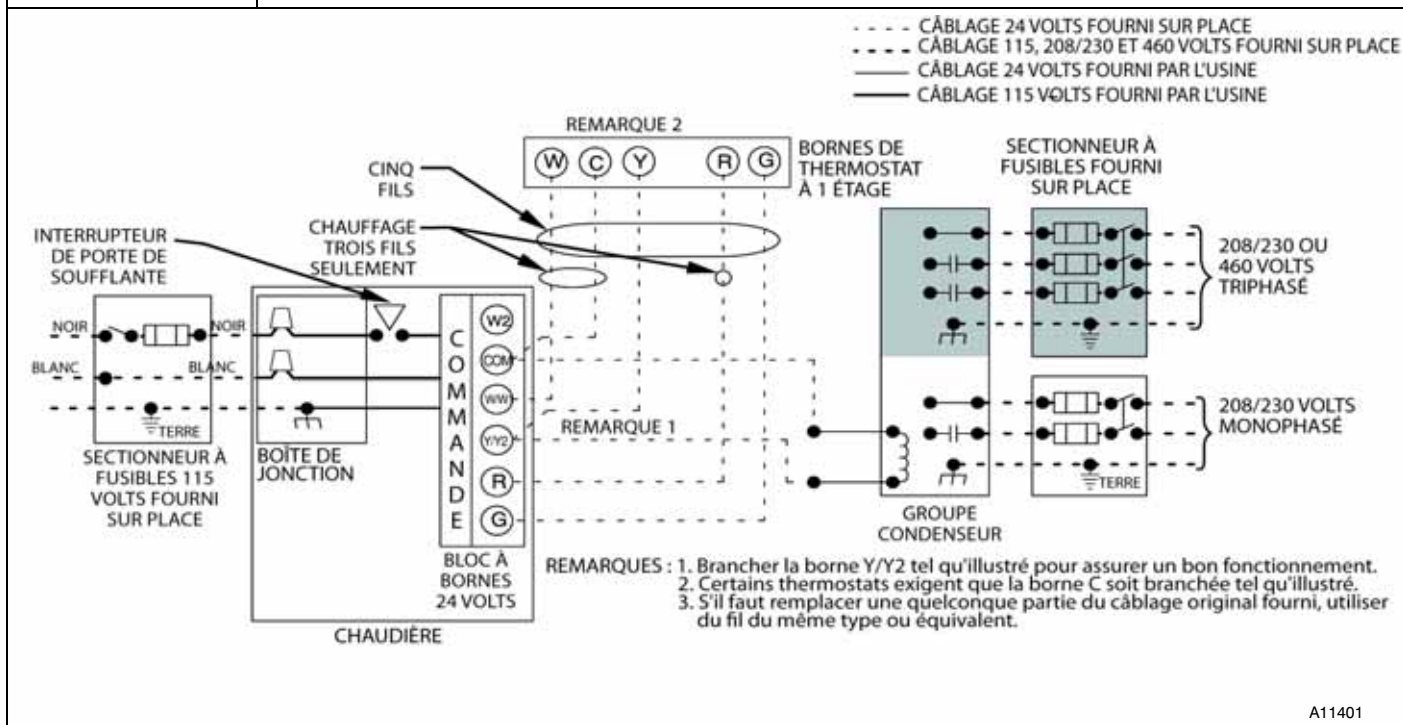 CÂBLAGE 24 VOLTS FOURNI SUR PLACE
CÂBLAGE 115, 208/230 ET 460 VOLTS FOURNI SUR PLACE
CÂBLAGE 24 VOLTS FOURNI PAR L'USINE
CÂBLAGE 115 VOLTS FOURNI PAR L'USINE
REMARQUE 2
W C Y R G
BORNES DE
THERMOSTAT
À 1 ÉTAGE
SECTIONNEUR À
FUSIBLES FOURNI
SUR PLACE
CINQ
FILS
CHAUFFAGE
TROIS FILS
SEULEMENT
INTERRUPTEUR
DE PORTE DE
SOUFFLANTE
208/230 OU
460 VOLTS
TRIPHASÉ
NOIR
NOIR
BLANC
BLANC
TERRE
SECTIONNEUR À
FUSIBLES 115
VOLTS FOURNI
SUR PLACE
BOÎTE DE
JONCTION
COMMANDE
W2
COM
W/W1
Y/Y2
R
G
BLOC À
BORNES
24 VOLTS
CHAUDIÈRE
REMARQUE 1
208/230 VOLTS
MONOPHASÉ
TERRE
GROUPE
CONDENSEUR
REMARQUES : 1. Brancher la borne Y/Y2 tel qu'illustré pour assurer un bon fonctionnement.
2. Certains thermostats exigent que la borne C soit branchée tel qu'illustré.
3. S'il faut remplacer une quelconque partie du câblage original fourni, utiliser
du fil du même type ou équivalent.
A11401